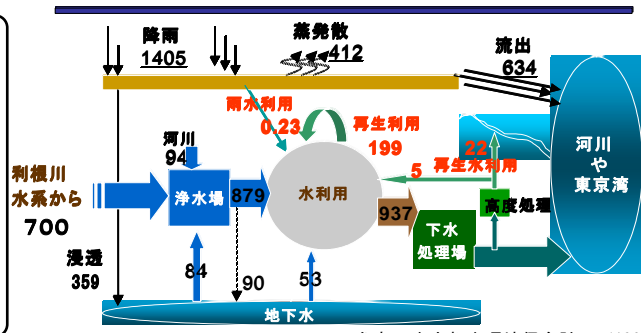 降雨
1405
蒸発散
412
流出
634
雨水利用
0.23
再生利用
199
河川
94
22
5 再生水利用
河川
や
東京湾
利根川
水系から
700
浄水場
879
水利用
937
下水
処理場
高度処理
浸透
359
84
90
53
地下水